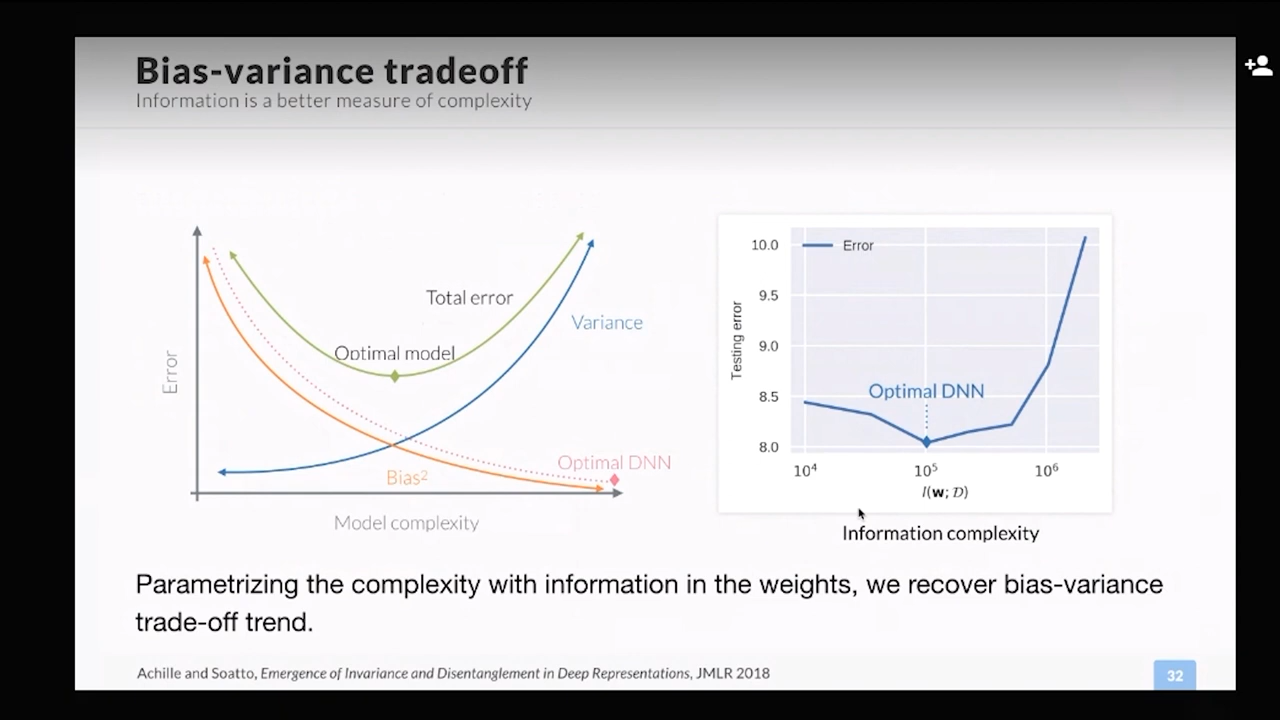 Bias-variance tradeoff
Information is a better measure of complexity
Error
Total error
Variance
Optimal model
Optimal DNN
Bias²
Model complexity
Testing error
10.0
9.5
9.0
8.5
8.0
Error
Optimal DNN
10⁴ 10⁵ 10⁶
I(w; 𝒟)
Information complexity
Parametrizing the complexity with information in the weights, we recover bias-variance
trade-off trend.
Achille and Soatto, Emergence of Invariance and Disentanglement in Deep Representations, JMLR 2018
32